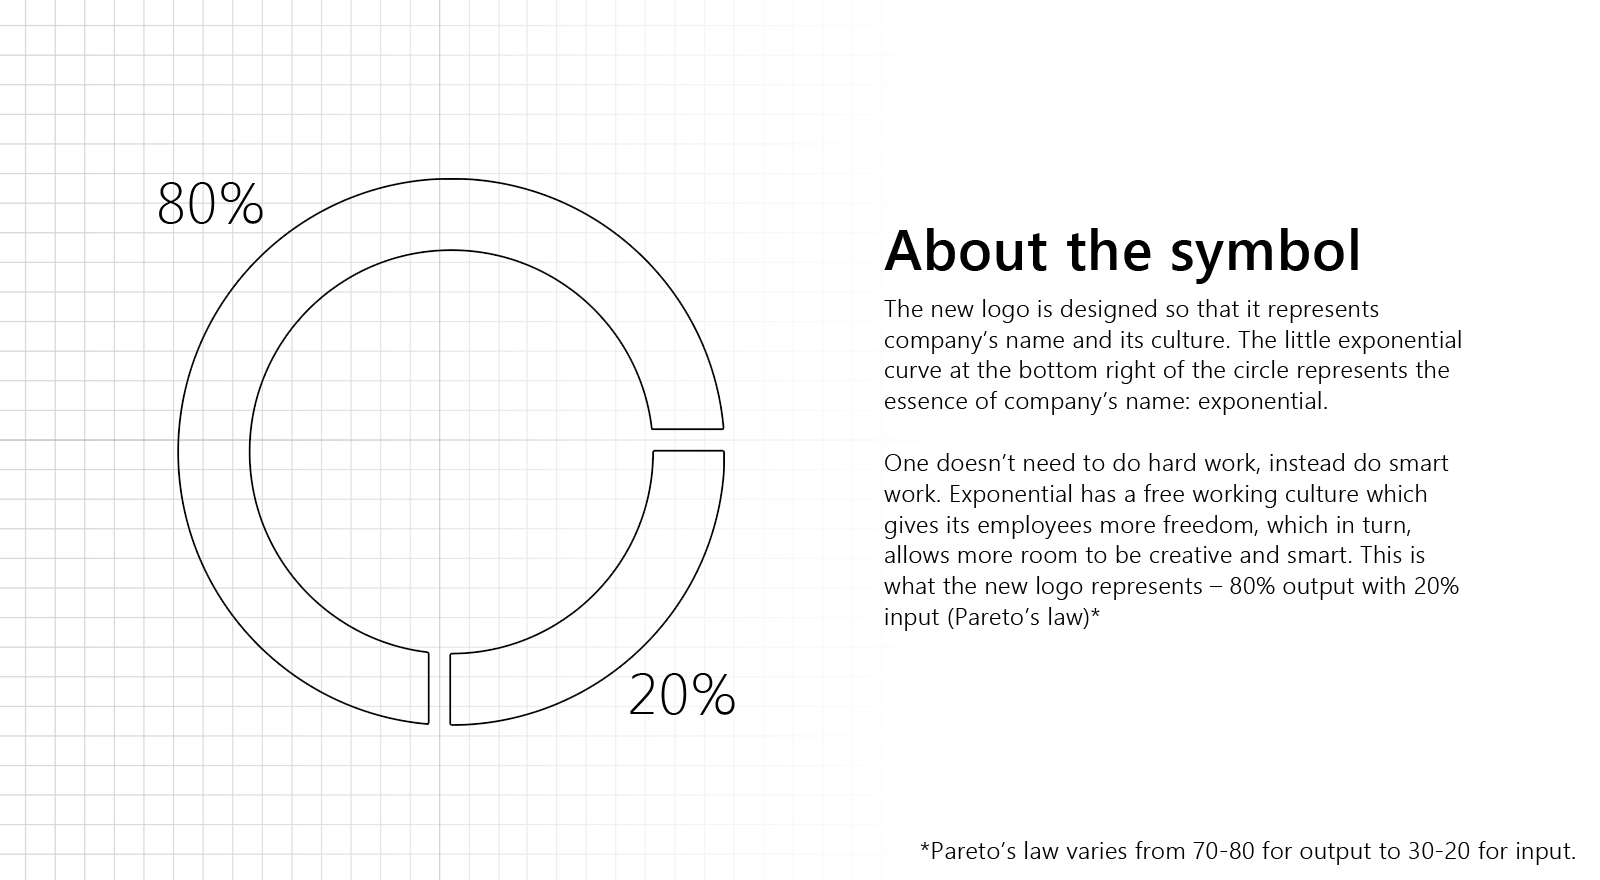 80%
20%
About the symbol
The new logo is designed so that it represents
company’s name and its culture. The little exponential
curve at the bottom right of the circle represents the
essence of company’s name: exponential.
One doesn’t need to do hard work, instead do smart
work. Exponential has a free working culture which
gives its employees more freedom, which in turn,
allows more room to be creative and smart. This is
what the new logo represents – 80% output with 20%
input (Pareto’s law)*
*Pareto’s law varies from 70-80 for output to 30-20 for input.